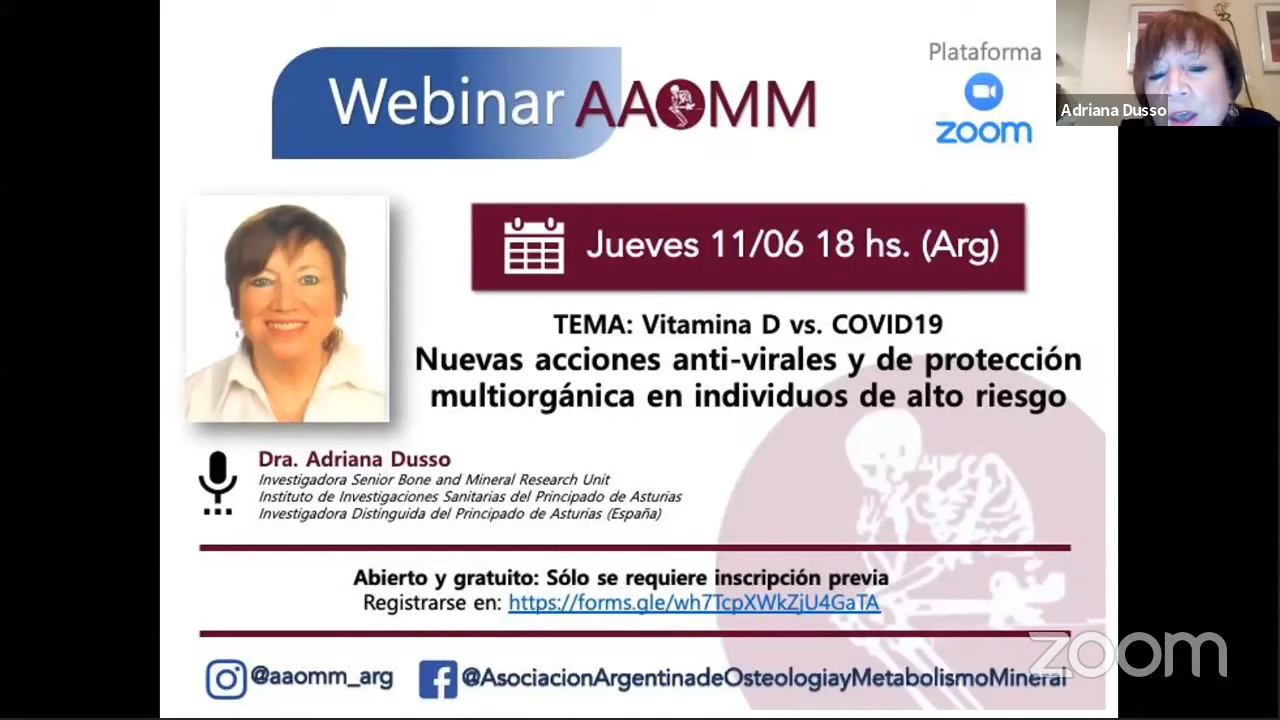 Webinar AAOMM
Plataforma
zoom
Adriana Dusso
Jueves 11/06 18 hs. (Arg)
TEMA: Vitamina D vs. COVID19
Nuevas acciones anti-virales y de protección
multiorgánica en individuos de alto riesgo
Dra. Adriana Dusso
Investigadora Senior Bone and Mineral Research Unit
Instituto de Investigaciones Sanitarias del Principado de Asturias
Investigadora Distinguida del Principado de Asturias (España)
Abierto y gratuito: Sólo se requiere inscripción previa
Registrarse en: https://forms.gle/wh7TcpXWkZjU4GaTA
@aaomm_arg
@AsociacionArgentinadeOsteologiayMetabolismoMineral
zoom